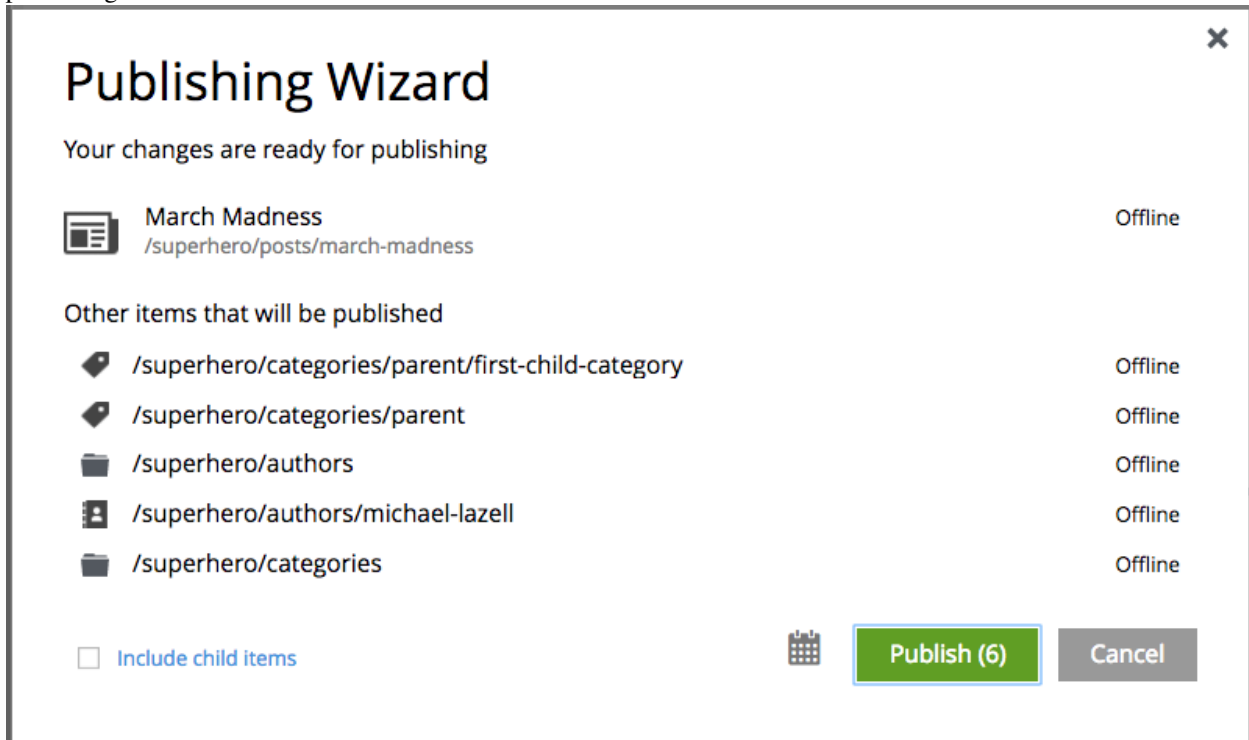 Publishing Wizard
Your changes are ready for publishing
March Madness
Offline
/superhero/posts/march-madness
Other items that will be published
/superhero/categories/parent/first-child-category Offline
/superhero/categories/parent Offline
/superhero/authors Offline
/superhero/authors/michael-lazell Offline
/superhero/categories Offline
Include child items Publish (6) Cancel